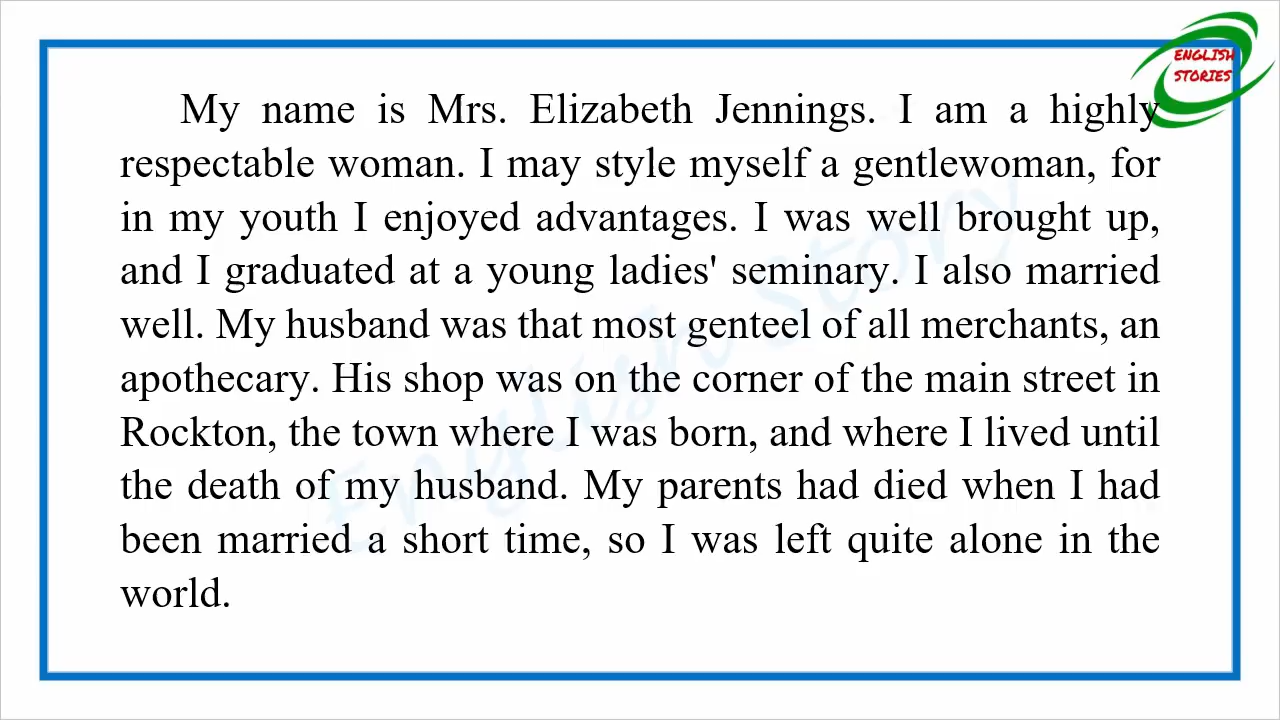 ENGLISH
STORIES
My name is Mrs. Elizabeth Jennings. I am a highly
respectable woman. I may style myself a gentlewoman, for
in my youth I enjoyed advantages. I was well brought up,
and I graduated at a young ladies' seminary. I also married
well. My husband was that most genteel of all merchants, an
apothecary. His shop was on the corner of the main street in
Rockton, the town where I was born, and where I lived until
the death of my husband. My parents had died when I had
been married a short time, so I was left quite alone in the
world.
English Story